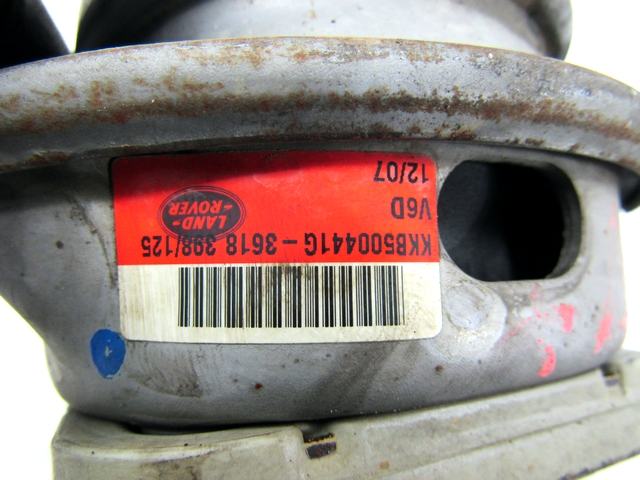 KKB500441G-3618 398/125
V6D
12/07
LAND-
-ROVER